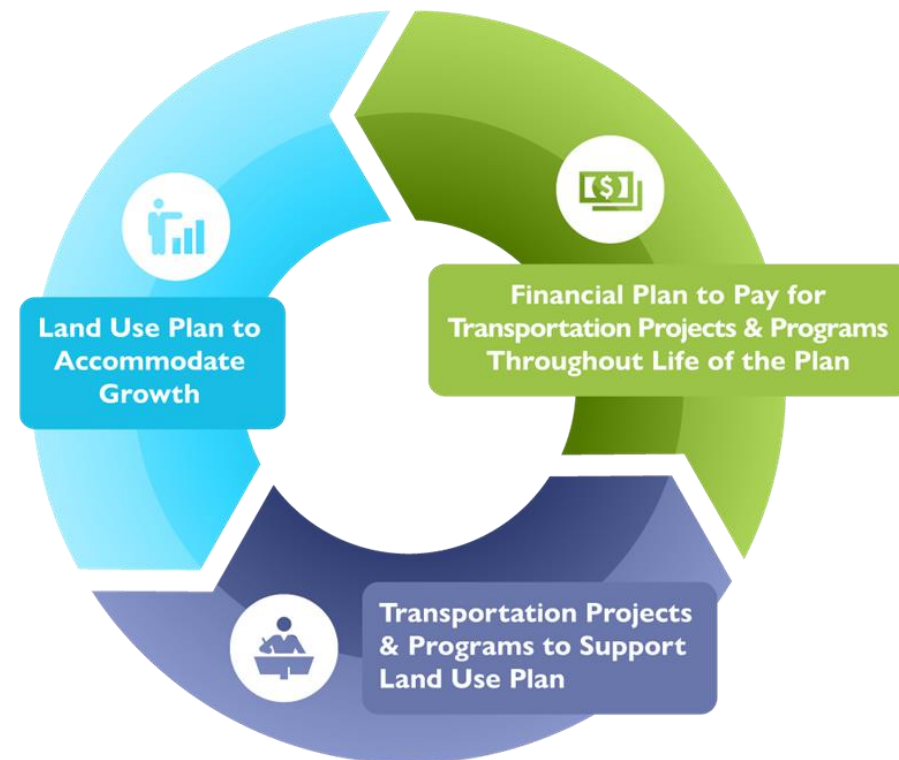 Land Use Plan to
Accommodate
Growth
Financial Plan to Pay for
Transportation Projects & Programs
Throughout Life of the Plan
Transportation Projects
& Programs to Support
Land Use Plan